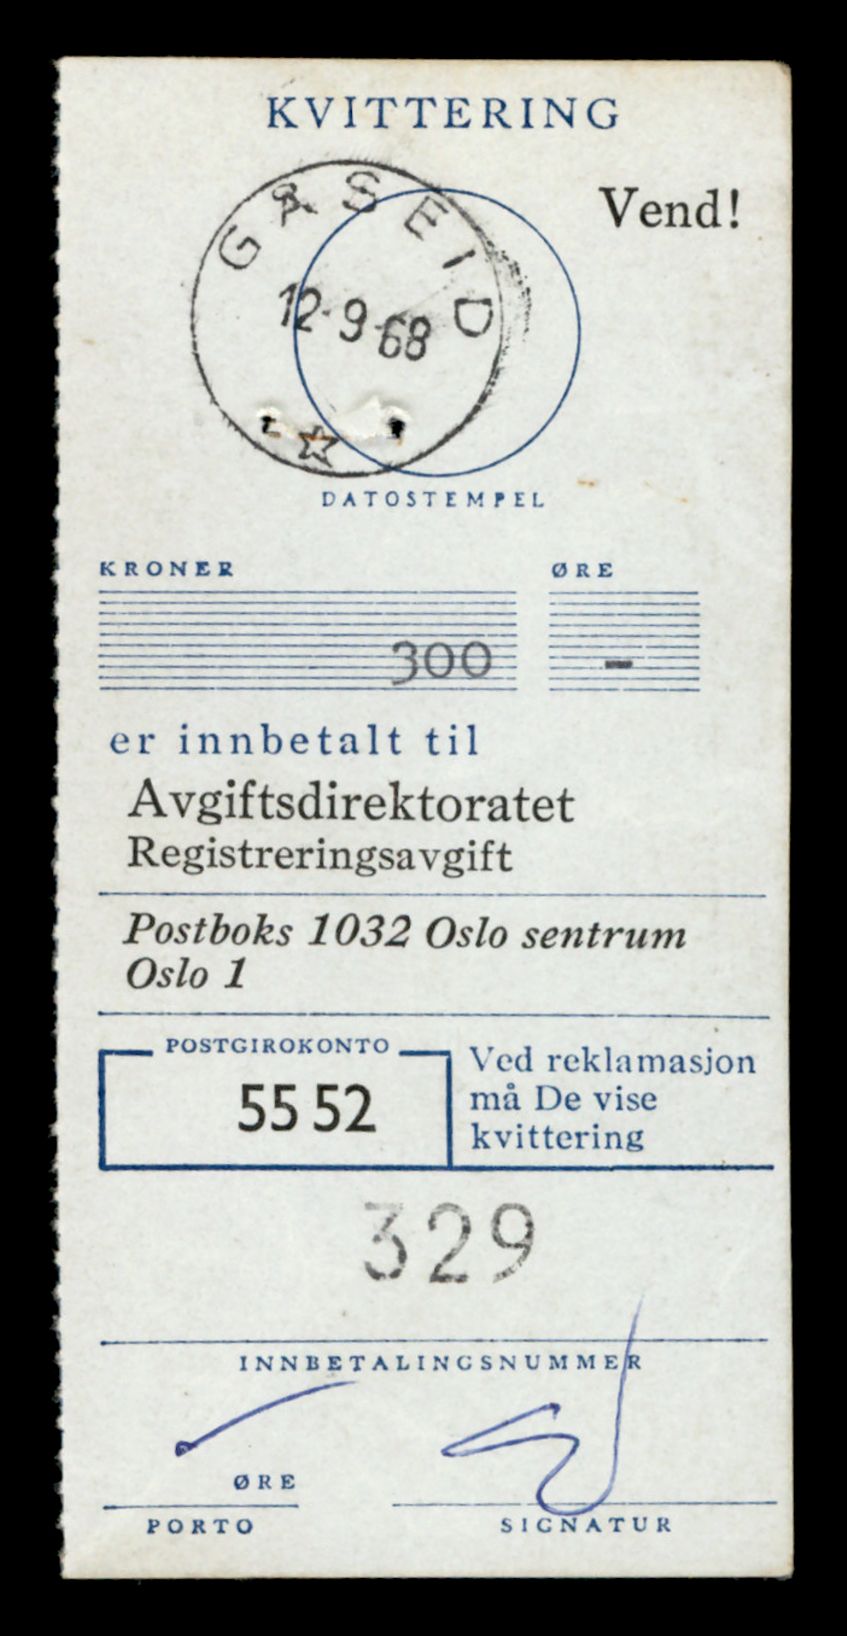 KVITTERING
Vend!
GÅSEID
12-9-68
DATOSTEMPEL
KRONER ØRE
300 -
er innbetalt til
Avgiftsdirektoratet
Registreringsavgift
Postboks 1032 Oslo sentrum
Oslo 1
POSTGIROKONTO
55 52
Ved reklamasjon
må De vise
kvittering
329
INNBETALINGSNUMMER
ØRE
PORTO SIGNATUR